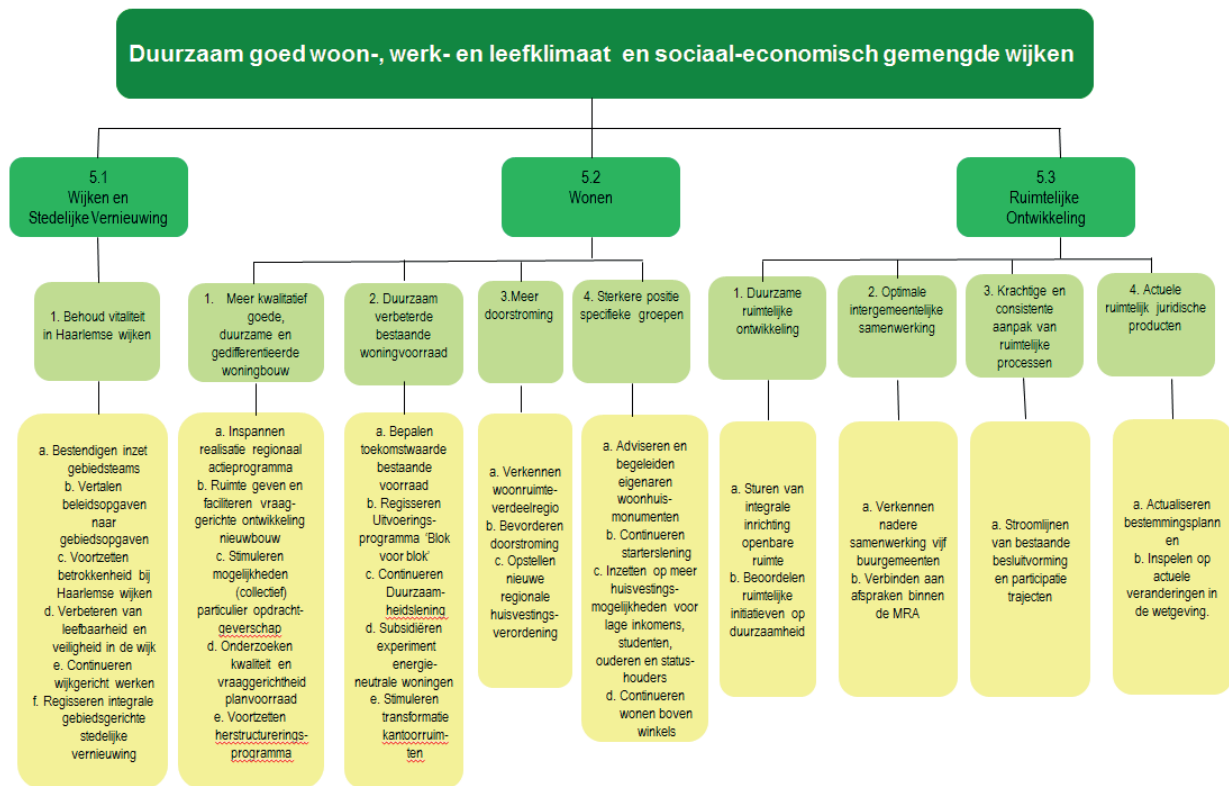 Duurzaam goed woon-, werk- en leefklimaat en sociaal-economisch gemengde wijken
5.1
Wijken en
Stedelijke Vernieuwing
5.2
Wonen
5.3
Ruimtelijke
Ontwikkeling
1. Behoud vitaliteit
in Haarlemse wijken
1. Meer kwalitatief
goede,
duurzame en
gedifferentieerde
woningbouw
2. Duurzaam
verbeterde
bestaande
woningvoorraad
3.Meer
doorstroming
4. Sterkere positie
specifieke groepen
1. Duurzame
ruimtelijke
ontwikkeling
2. Optimale
intergemeentelijke
samenwerking
3. Krachtige en
consistente
aanpak van
ruimtelijke
processen
4. Actuele
ruimtelijk juridische
producten
a. Bestendigen inzet
gebiedsteams
b. Vertalen
beleidsopgaven
naar
gebiedsopgaven
c. Voortzetten
betrokkenheid bij
Haarlemse wijken
d. Verbeteren van
leefbaarheid en
veiligheid in de wijk
e. Continueren
wijkgericht werken
f. Regisseren integrale
gebiedsgerichte
stedelijke
vernieuwing
a. Inspannen
realisatie regionaal
actieprogramma
b. Ruimte geven en
faciliteren vraag-
gerichte ontwikkeling
nieuwbouw
c. Stimuleren
mogelijkheden
(collectief)
particulier opdracht-
geverschap
d. Onderzoeken
kwaliteit en
vraaggerichtheid
planvoorraad
e. Voortzetten
herstructurerings-
programma
a. Bepalen
toekomstwaarde
bestaande
voorraad
b. Regisseren
Uitvoerings-
programma 'Blok
voor blok'
c. Continueren
Duurzaam-
heidslening
d. Subsidiëren
experiment
energie-
neutrale woningen
e. Stimuleren
transformatie
kantoorruim-
ten
a. Verkennen
woonruimte-
verdeelregio
b. Bevorderen
doorstroming
c. Opstellen
nieuwe
regionale
huisvestings-
verordening
a. Adviseren en
begeleiden
eigenaren
woonhuis-
monumenten
b. Continueren
starterslening
c. Inzetten op meer
huisvestings-
mogelijkheden voor
lage inkomens,
studenten,
ouderen en status-
houders
d. Continueren
wonen boven
winkels
a. Sturen van
integrale
inrichting
openbare
ruimte
b. Beoordelen
ruimtelijke
initiatieven op
duurzaamheid
a. Verkennen
nadere
samenwerking vijf
buurgemeenten
b. Verbinden aan
afspraken binnen
de MRA
a. Stroomlijnen
van bestaande
besluitvorming
en participatie
trajecten
a. Actualiseren
bestemmingsplann
en
b. Inspelen op
actuele
veranderingen in
de wetgeving.